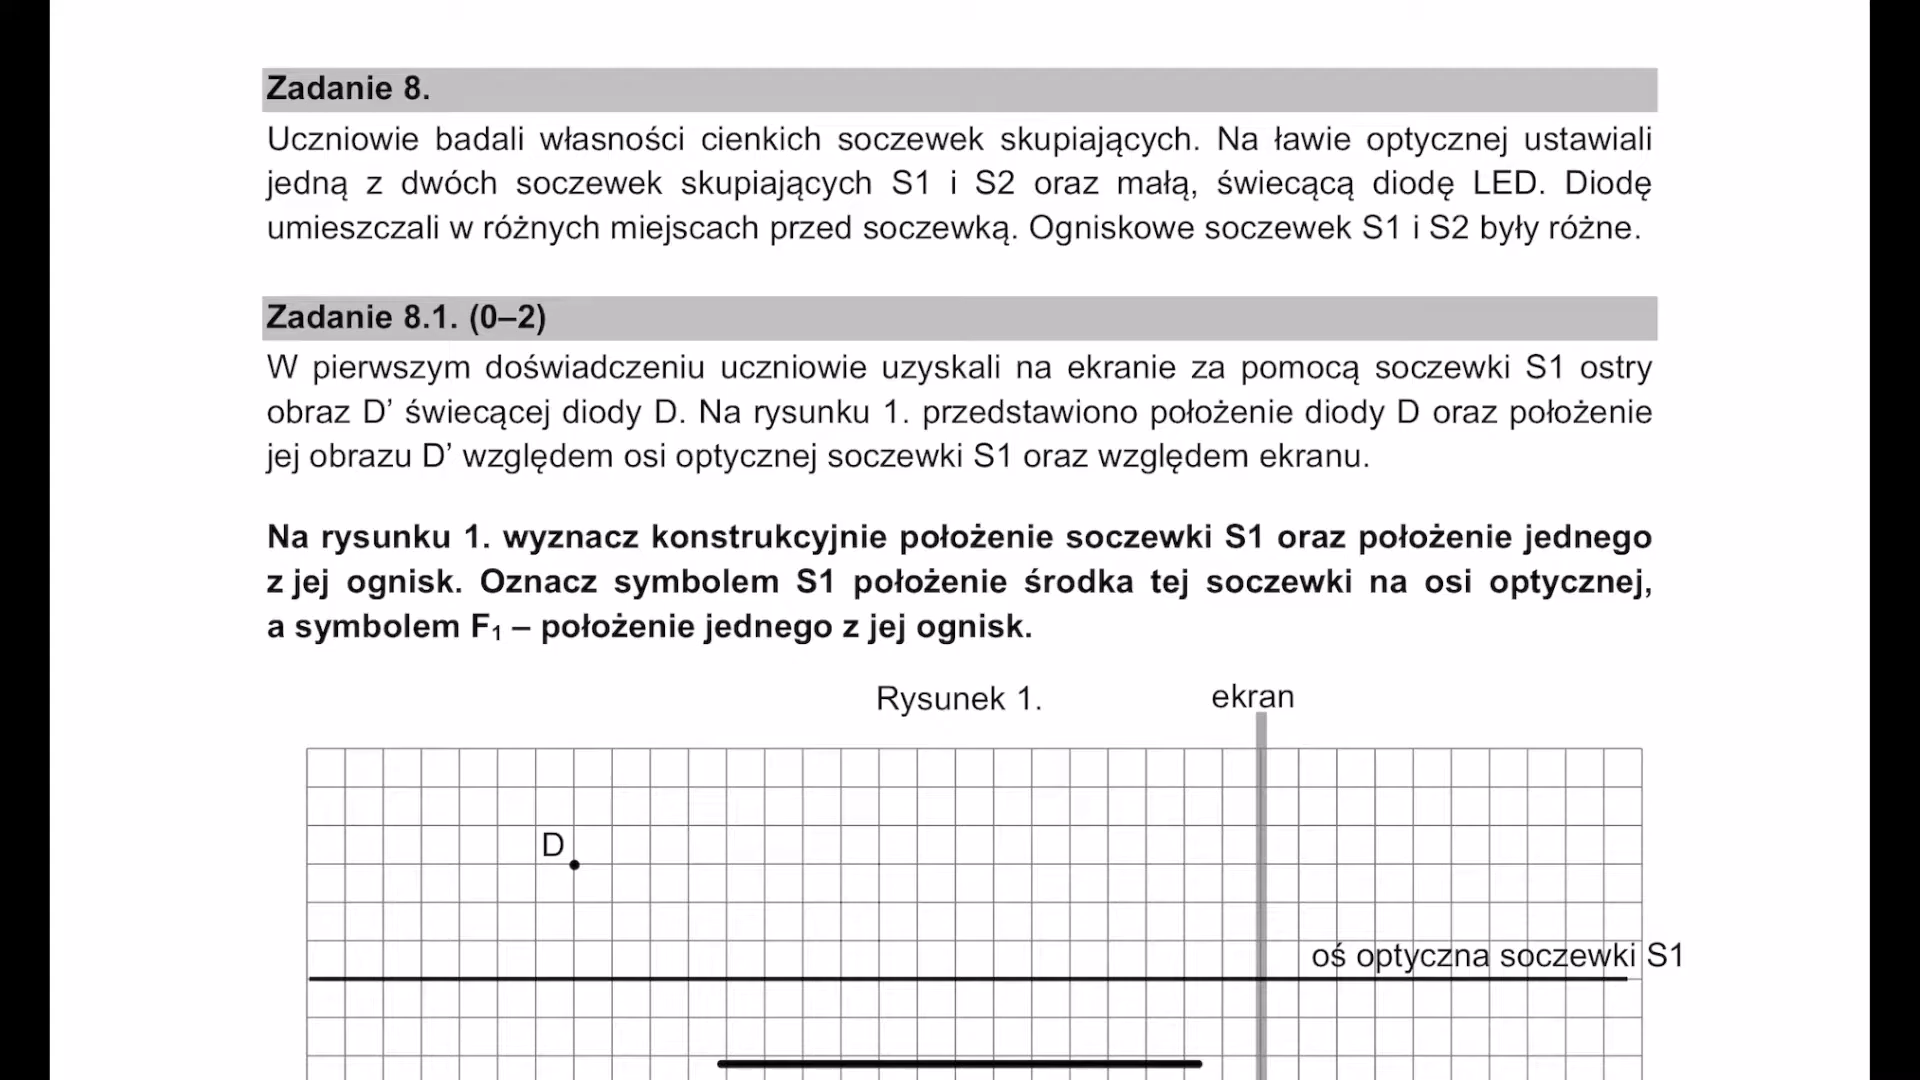 Zadanie 8.
Uczniowie badali własności cienkich soczewek skupiających. Na ławie optycznej ustawiali
jedną z dwóch soczewek skupiających S1 i S2 oraz małą, świecącą diodę LED. Diodę
umieszczali w różnych miejscach przed soczewką. Ogniskowe soczewek S1 i S2 były różne.
Zadanie 8.1. (0–2)
W pierwszym doświadczeniu uczniowie uzyskali na ekranie za pomocą soczewki S1 ostry
obraz D’ świecącej diody D. Na rysunku 1. przedstawiono położenie diody D oraz położenie
jej obrazu D’ względem osi optycznej soczewki S1 oraz względem ekranu.
Na rysunku 1. wyznacz konstrukcyjnie położenie soczewki S1 oraz położenie jednego
z jej ognisk. Oznacz symbolem S1 położenie środka tej soczewki na osi optycznej,
a symbolem F₁ – położenie jednego z jej ognisk.
Rysunek 1.
ekran
D
oś optyczna soczewki S1